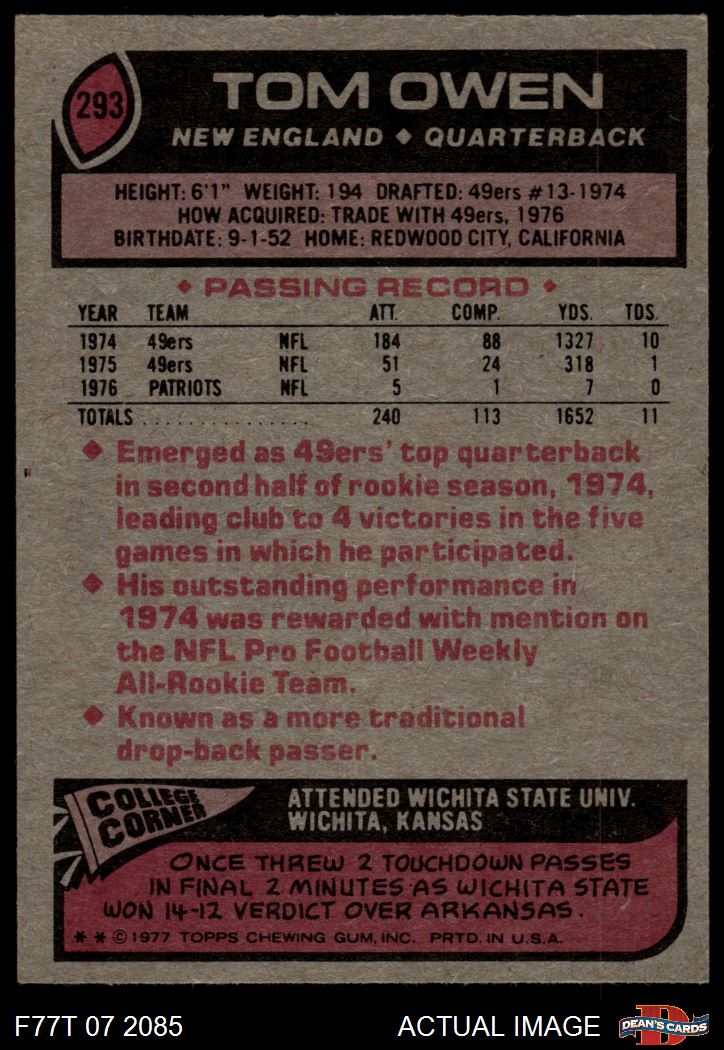 293
TOM OWEN
NEW ENGLAND ◆ QUARTERBACK
HEIGHT: 6'1" WEIGHT: 194 DRAFTED: 49ers #13-1974
HOW ACQUIRED: TRADE WITH 49ers, 1976
BIRTHDATE: 9-1-52 HOME: REDWOOD CITY, CALIFORNIA
◆ PASSING RECORD ◆
YEAR TEAM ATT. COMP. YDS. TDS.
1974 49ers NFL 184 88 1327 10
1975 49ers NFL 51 24 318 1
1976 PATRIOTS NFL 5 1 7 0
TOTALS . . . . . . . . . . . . . . . 240 113 1652 11
◆ Emerged as 49ers' top quarterback
in second half of rookie season, 1974,
leading club to 4 victories in the five
games in which he participated.
◆ His outstanding performance in
1974 was rewarded with mention on
the NFL Pro Football Weekly
All-Rookie Team.
◆ Known as a more traditional
drop-back passer.
COLLEGE
CORNER
ATTENDED WICHITA STATE UNIV.
WICHITA, KANSAS
ONCE THREW 2 TOUCHDOWN PASSES
IN FINAL 2 MINUTES AS WICHITA STATE
WON 14-12 VERDICT OVER ARKANSAS.
* * © 1977 TOPPS CHEWING GUM, INC. PRTD. IN U.S.A.
F77T 07 2085 ACTUAL IMAGE
D
DEAN'S CARDS